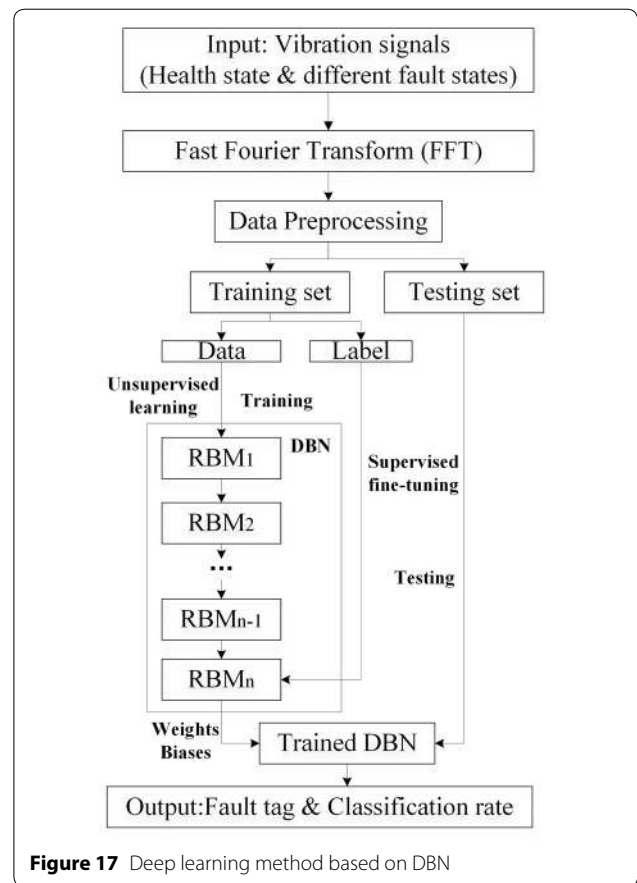 Input: Vibration signals
(Health state & different fault states)
Fast Fourier Transform (FFT)
Data Preprocessing
Training set
Testing set
Data
Label
Unsupervised
learning
Training
DBN
RBM1
Supervised
fine-tuning
RBM2
...
Testing
RBMn-1
RBMn
Weights
Biases
Trained DBN
Output:Fault tag & Classification rate
Figure 17 Deep learning method based on DBN